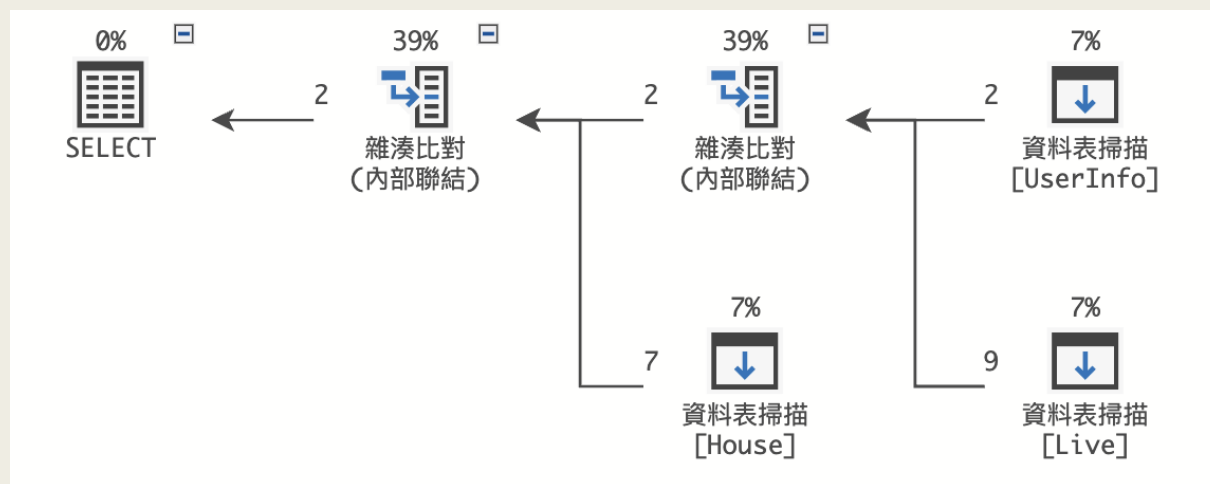 0%
39%
39%
7%
2
2
2
SELECT
雜湊比對
(內部聯結)
雜湊比對
(內部聯結)
資料表掃描
[UserInfo]
7%
7%
7
9
資料表掃描
[House]
資料表掃描
[Live]